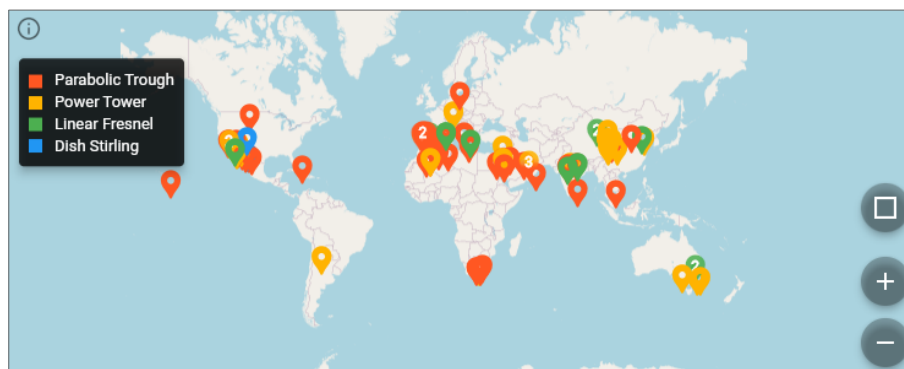 Parabolic Trough
Power Tower
Linear Fresnel
Dish Stirling
2
2
3
2